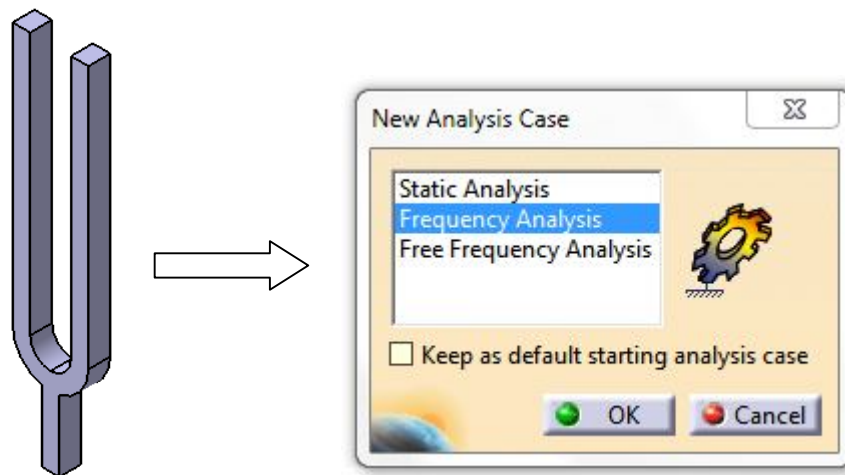 New Analysis Case
Static Analysis
Frequency Analysis
Free Frequency Analysis
Keep as default starting analysis case
OK
Cancel